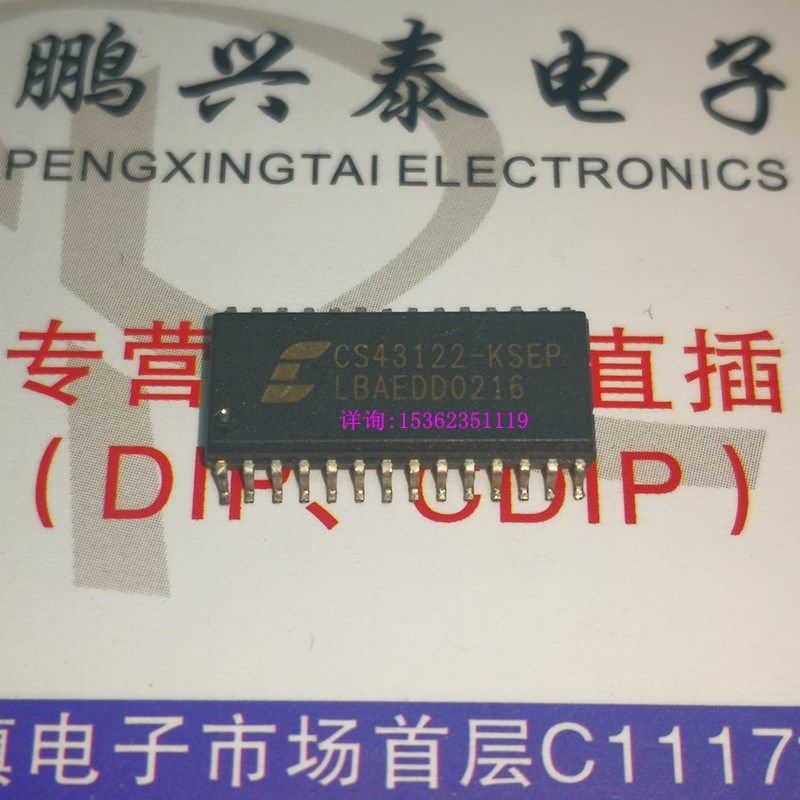 鹏兴泰电子
PENGXINGTAI ELECTRONICS
专营 直插
CS43122-KSEP
LBAEDD0216
详询:15362351119
(DIP、CDIP)
电子市场首层C1117